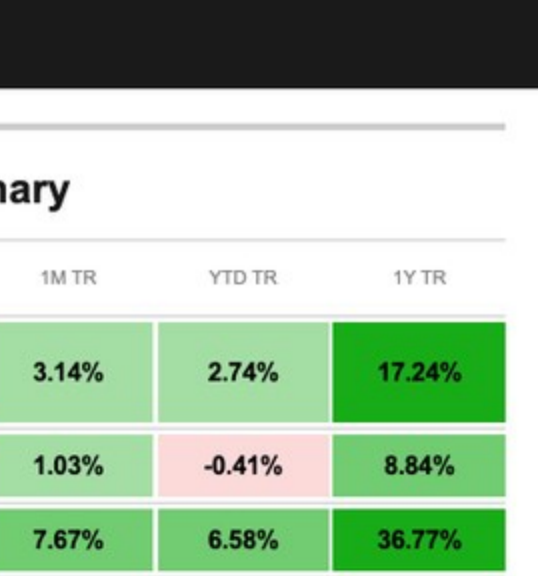 nary
1M TR YTD TR 1Y TR
3.14% 2.74% 17.24%
1.03% -0.41% 8.84%
7.67% 6.58% 36.77%